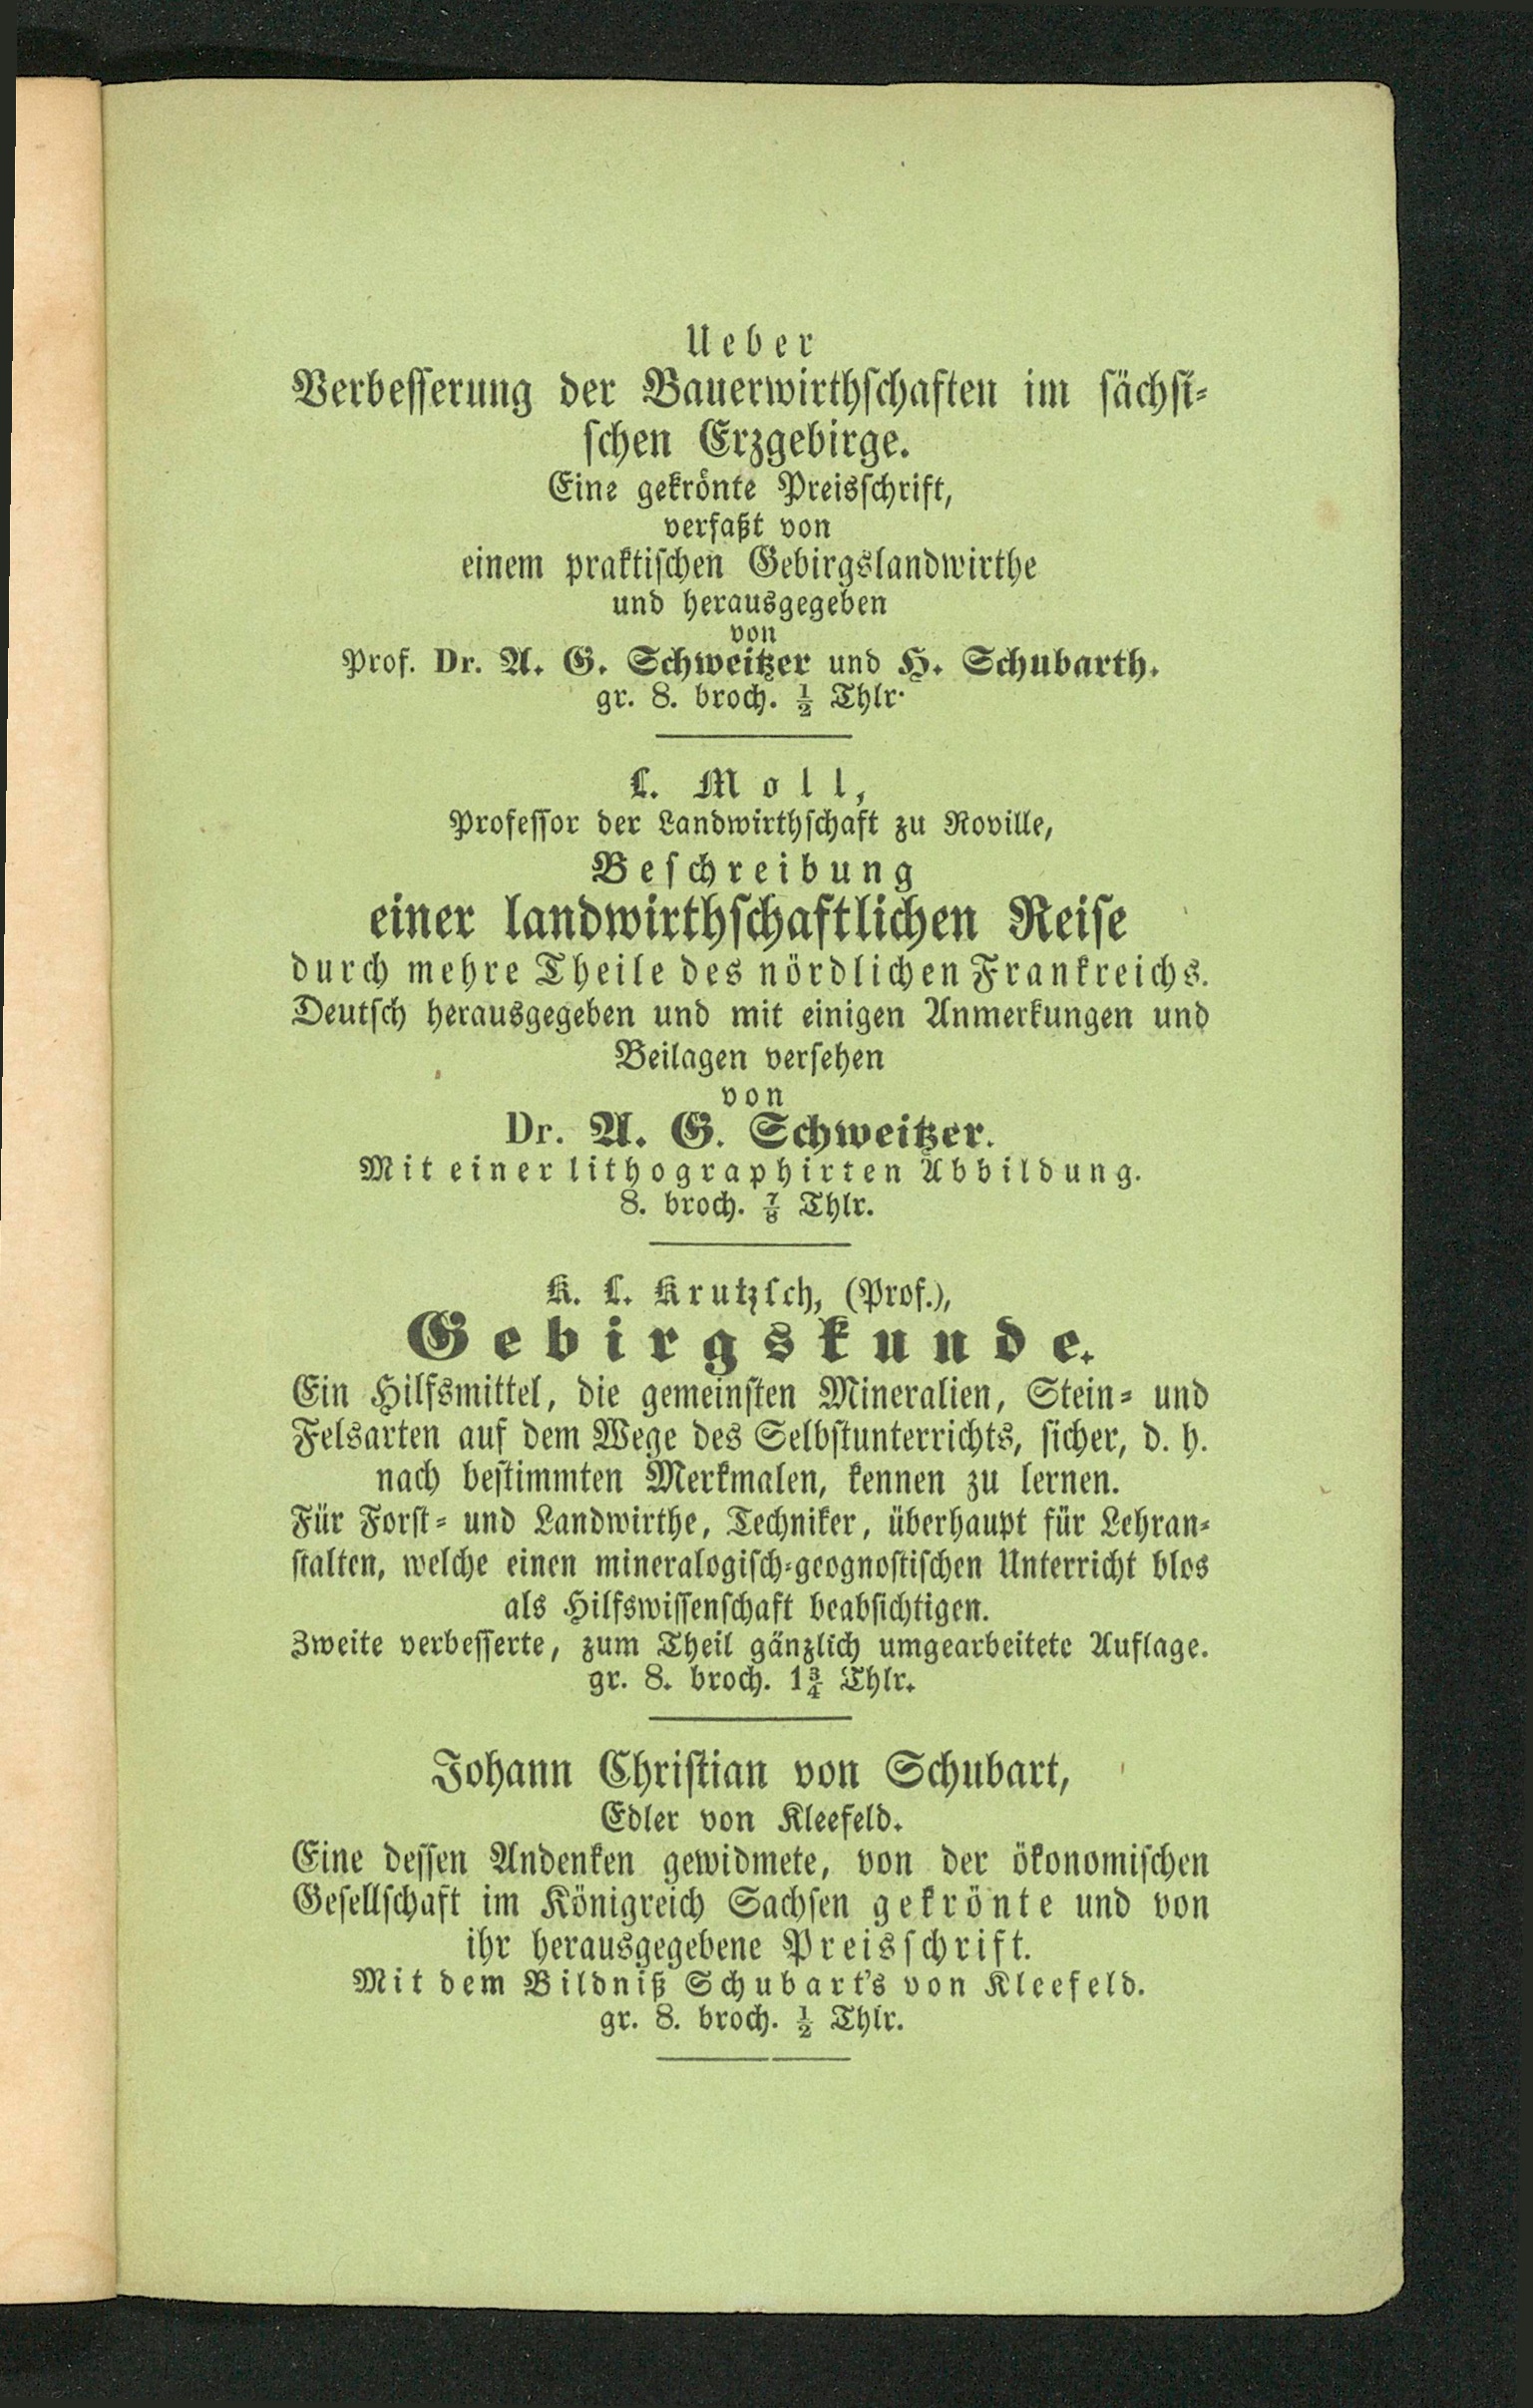 Ueber
Verbesserung der Bauerwirthschaften im sächsi-
schen Erzgebirge.
Eine gekrönte Preisschrift,
verfaßt von
einem praktischen Gebirgslandwirthe
und herausgegeben
von
Prof. Dr. A. G. Schweitzer und H. Schubarth.
gr. 8. broch. ½ Thlr.
L. Moll,
Professor der Landwirthschaft zu Roville,
Beschreibung
einer landwirthschaftlichen Reise
durch mehre Theile des nördlichen Frankreichs.
Deutsch herausgegeben und mit einigen Anmerkungen und
Beilagen versehen
von
Dr. A. G. Schweitzer.
Mit einer lithographirten Abbildung.
8. broch. ⅞ Thlr.
K. L. Krutzsch, (Prof.),
Gebirgskunde.
Ein Hilfsmittel, die gemeinsten Mineralien, Stein- und
Felsarten auf dem Wege des Selbstunterrichts, sicher, d. h.
nach bestimmten Merkmalen, kennen zu lernen.
Für Forst- und Landwirthe, Techniker, überhaupt für Lehran-
stalten, welche einen mineralogisch-geognostischen Unterricht blos
als Hilfswissenschaft beabsichtigen.
Zweite verbesserte, zum Theil gänzlich umgearbeitete Auflage.
gr. 8. broch. 1¾ Thlr.
Johann Christian von Schubart,
Edler von Kleefeld.
Eine dessen Andenken gewidmete, von der ökonomischen
Gesellschaft im Königreich Sachsen gekrönte und von
ihr herausgegebene Preisschrift.
Mit dem Bildniß Schubart's von Kleefeld.
gr. 8. broch. ½ Thlr.